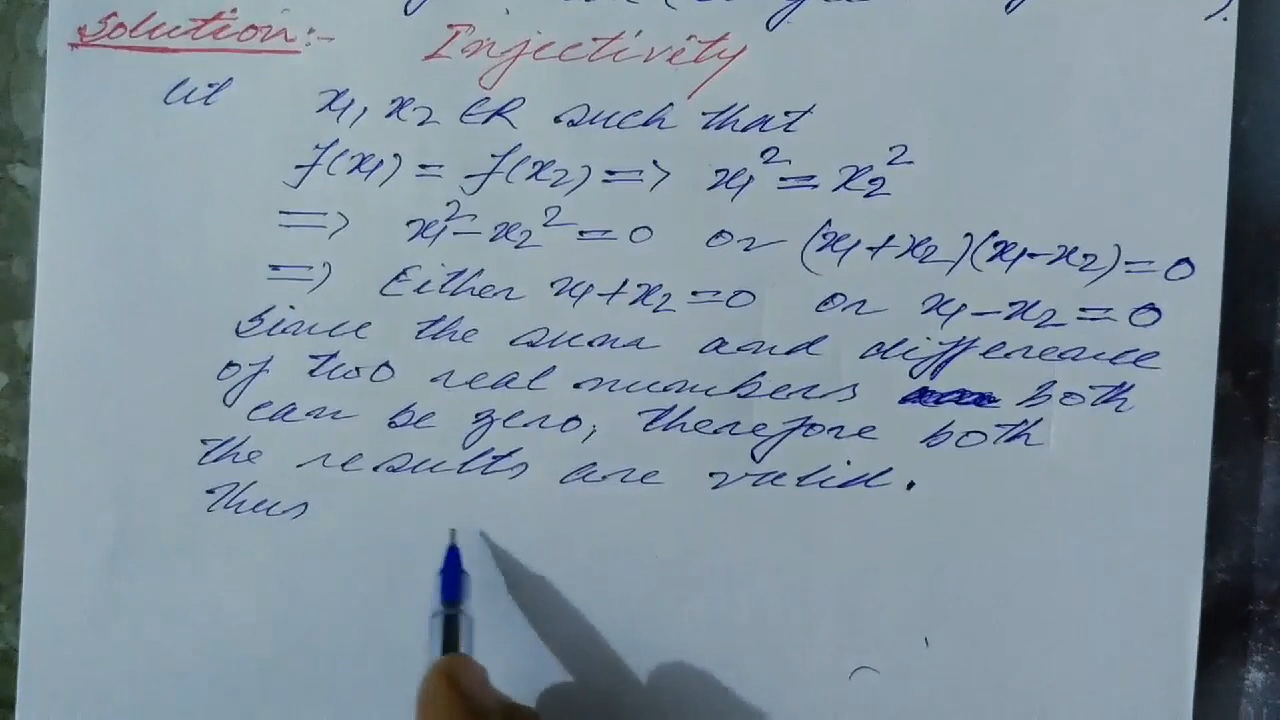 Solution:-
Injectivity
let x1, x2 ∈R such that
f(x1) = f(x2) => x1² = x2²
=> x1² - x2² = 0 or (x1+x2)(x1-x2) = 0
=> Either x1+x2 = 0 or x1-x2 = 0
Since the sum and difference
of two real numbers both
can be zero, therefore both
the results are valid.
Thus